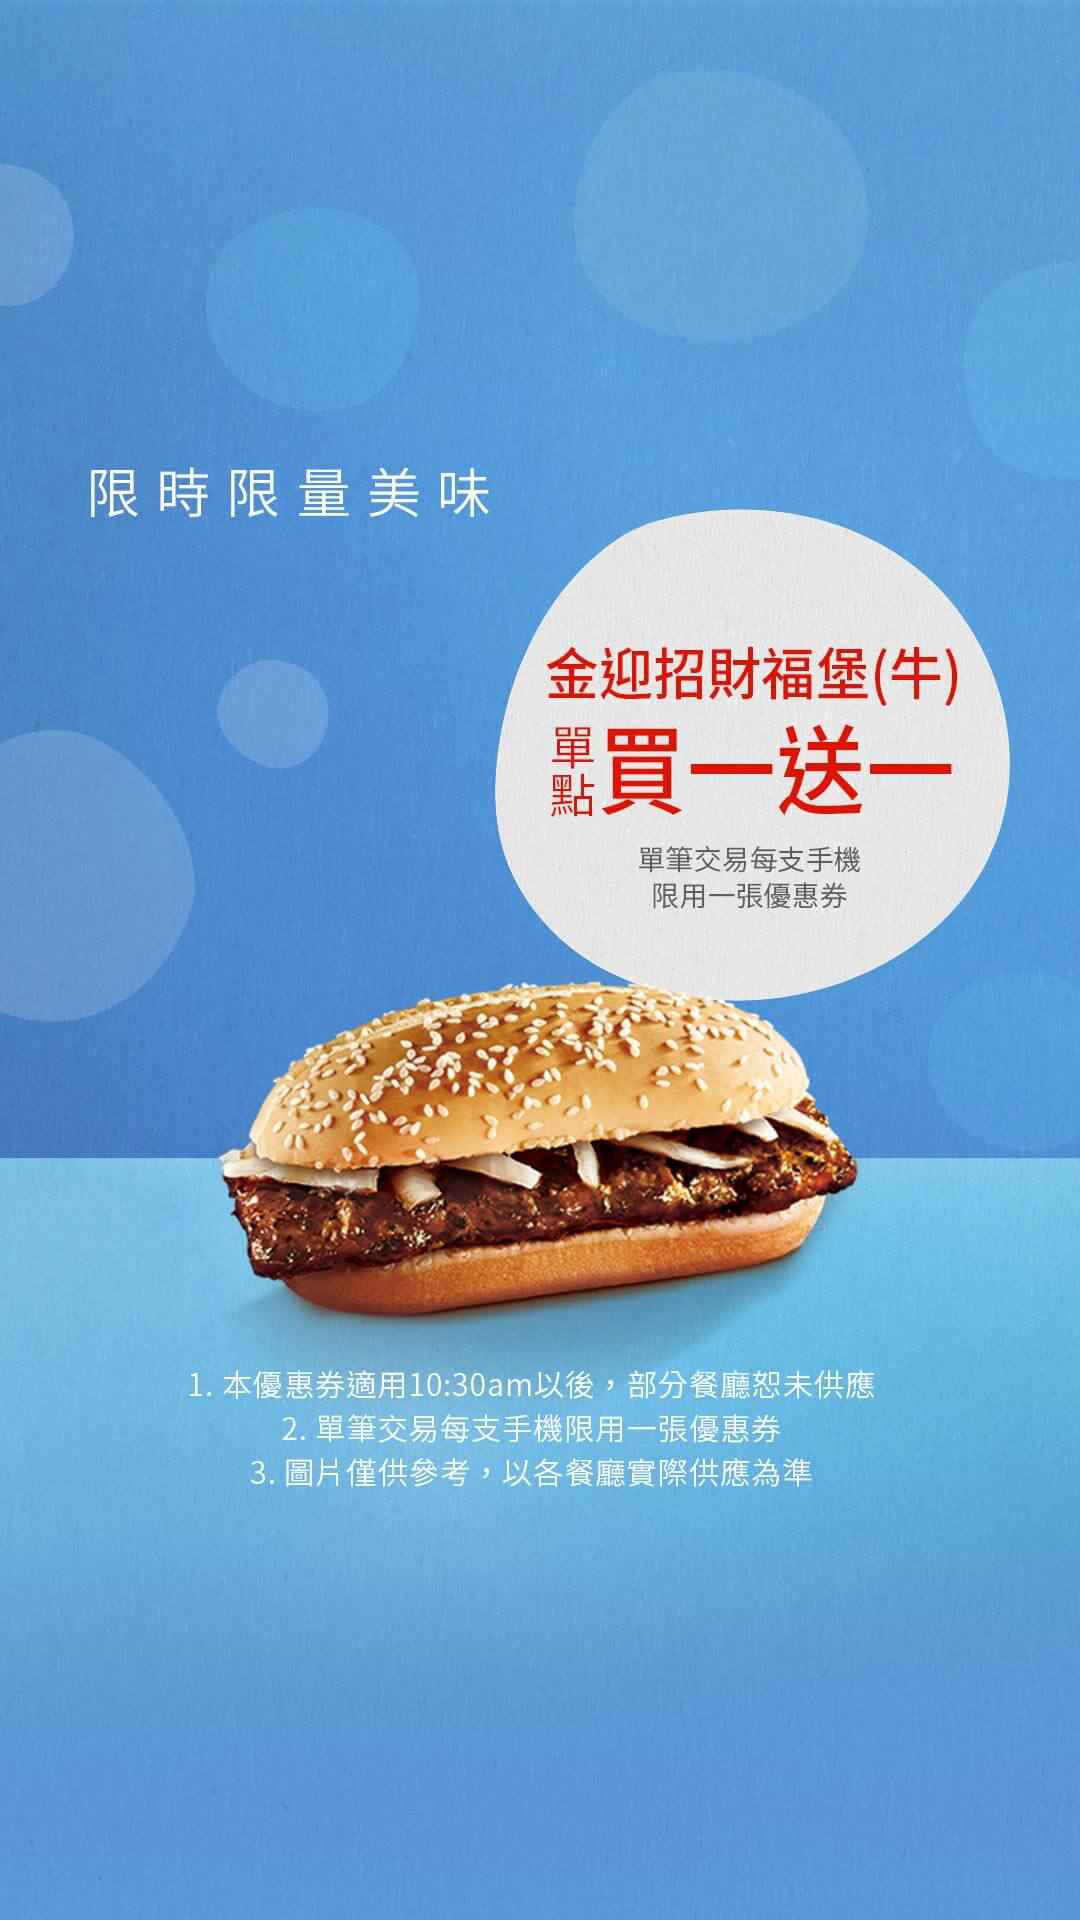 限時限量美味
金迎招財福堡(牛)
單點買一送一
單筆交易每支手機
限用一張優惠券
1. 本優惠券適用10:30am以後，部分餐廳恕未供應
2. 單筆交易每支手機限用一張優惠券
3. 圖片僅供參考，以各餐廳實際供應為準